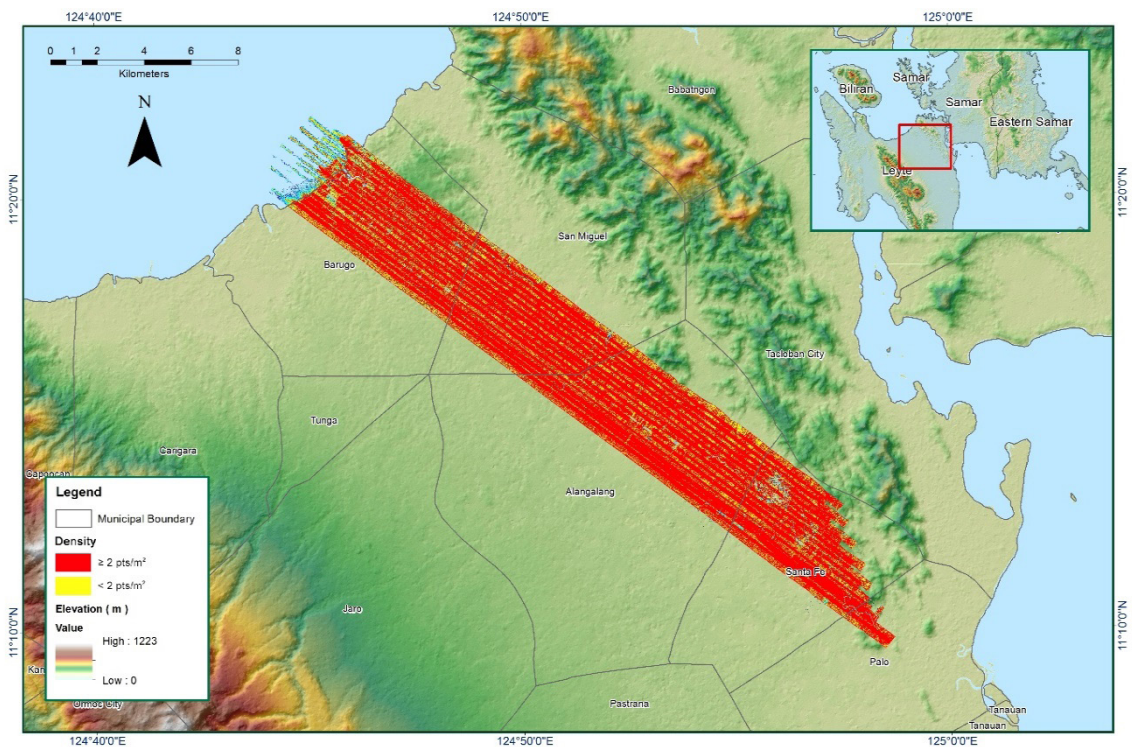 124°40'0"E
124°50'0"E
125°0'0"E
0 1 2 4 6 8
Kilometers
N
Babatngon
Samar
Biliran
Samar
Eastern Samar
Leyte
11°20'0"N
11°20'0"N
San Miguel
Barugo
Tacloban City
Tunga
Carigara
Capoocan
Alangalang
Legend
Municipal Boundary
Density
≥ 2 pts/m²
< 2 pts/m²
Elevation ( m )
Value
High : 1223
Low : 0
Santa Fe
Jaro
11°10'0"N
11°10'0"N
Palo
Ormoc City
Pastrana
Tanauan
Tanauan
124°40'0"E
124°50'0"E
125°0'0"E